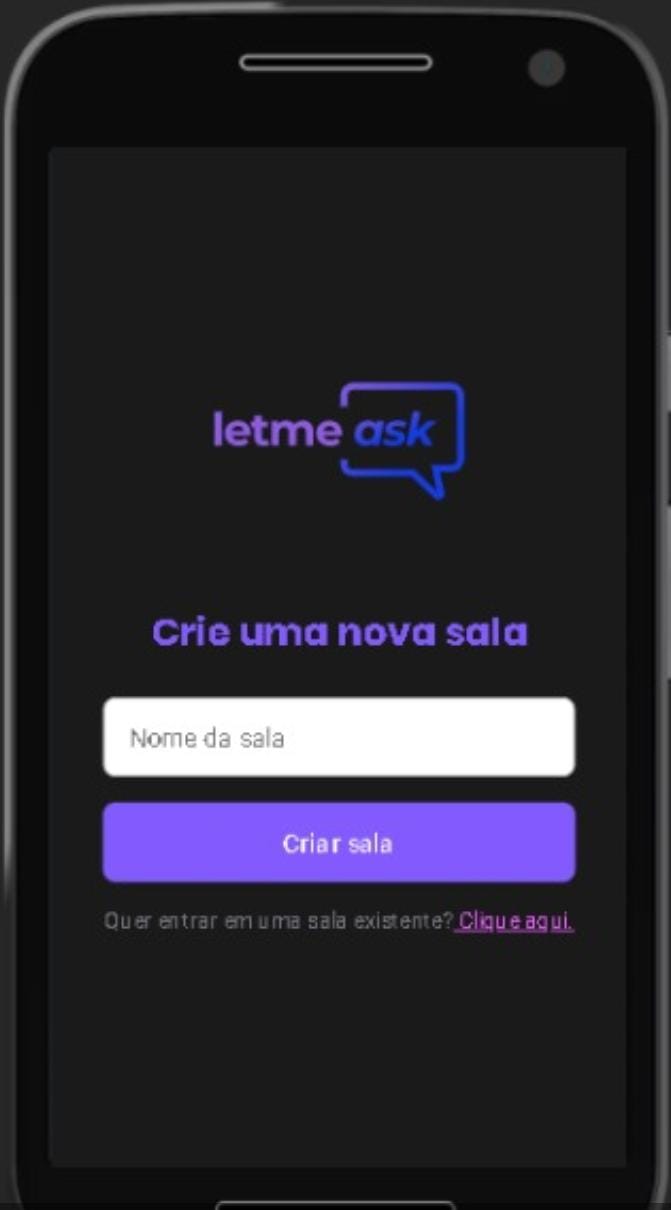 letme ask
Crie uma nova sala
Nome da sala
Criar sala
Quer entrar em uma sala existente? Clique aqui.